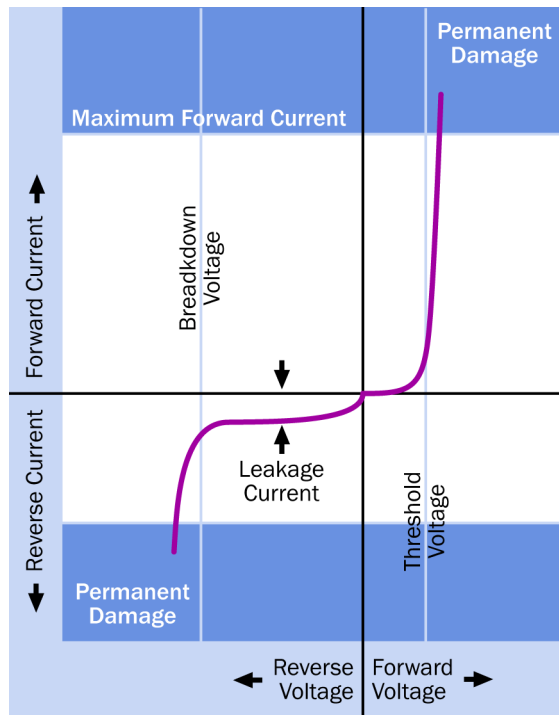 Permanent
Damage
Maximum Forward Current
Forward Current
Breadkdown
Voltage
Reverse Current
Leakage
Current
Threshold
Voltage
Permanent
Damage
Reverse
Voltage
Forward
Voltage